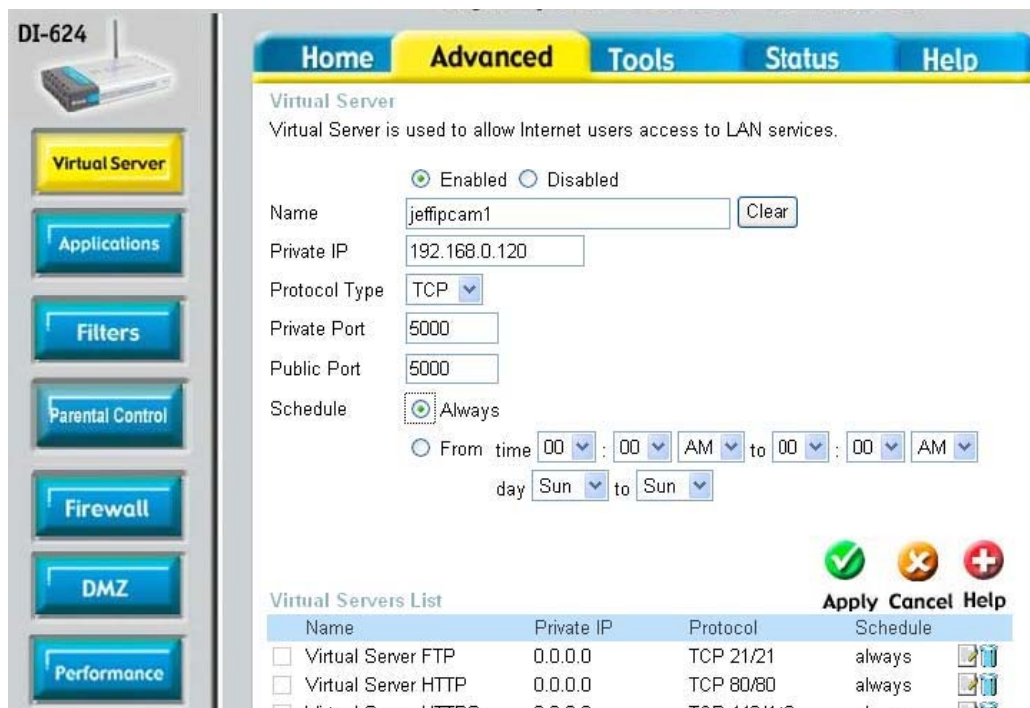 DI-624
Home Advanced Tools Status Help
Virtual Server
Applications
Filters
Parental Control
Firewall
DMZ
Performance
Virtual Server
Virtual Server is used to allow Internet users access to LAN services.
Enabled Disabled
Name jeffipcam1 Clear
Private IP 192.168.0.120
Protocol Type TCP
Private Port 5000
Public Port 5000
Schedule Always
From time 00 : 00 AM to 00 : 00 AM
day Sun to Sun
Apply Cancel Help
Virtual Servers List
Name Private IP Protocol Schedule
Virtual Server FTP 0.0.0.0 TCP 21/21 always
Virtual Server HTTP 0.0.0.0 TCP 80/80 always